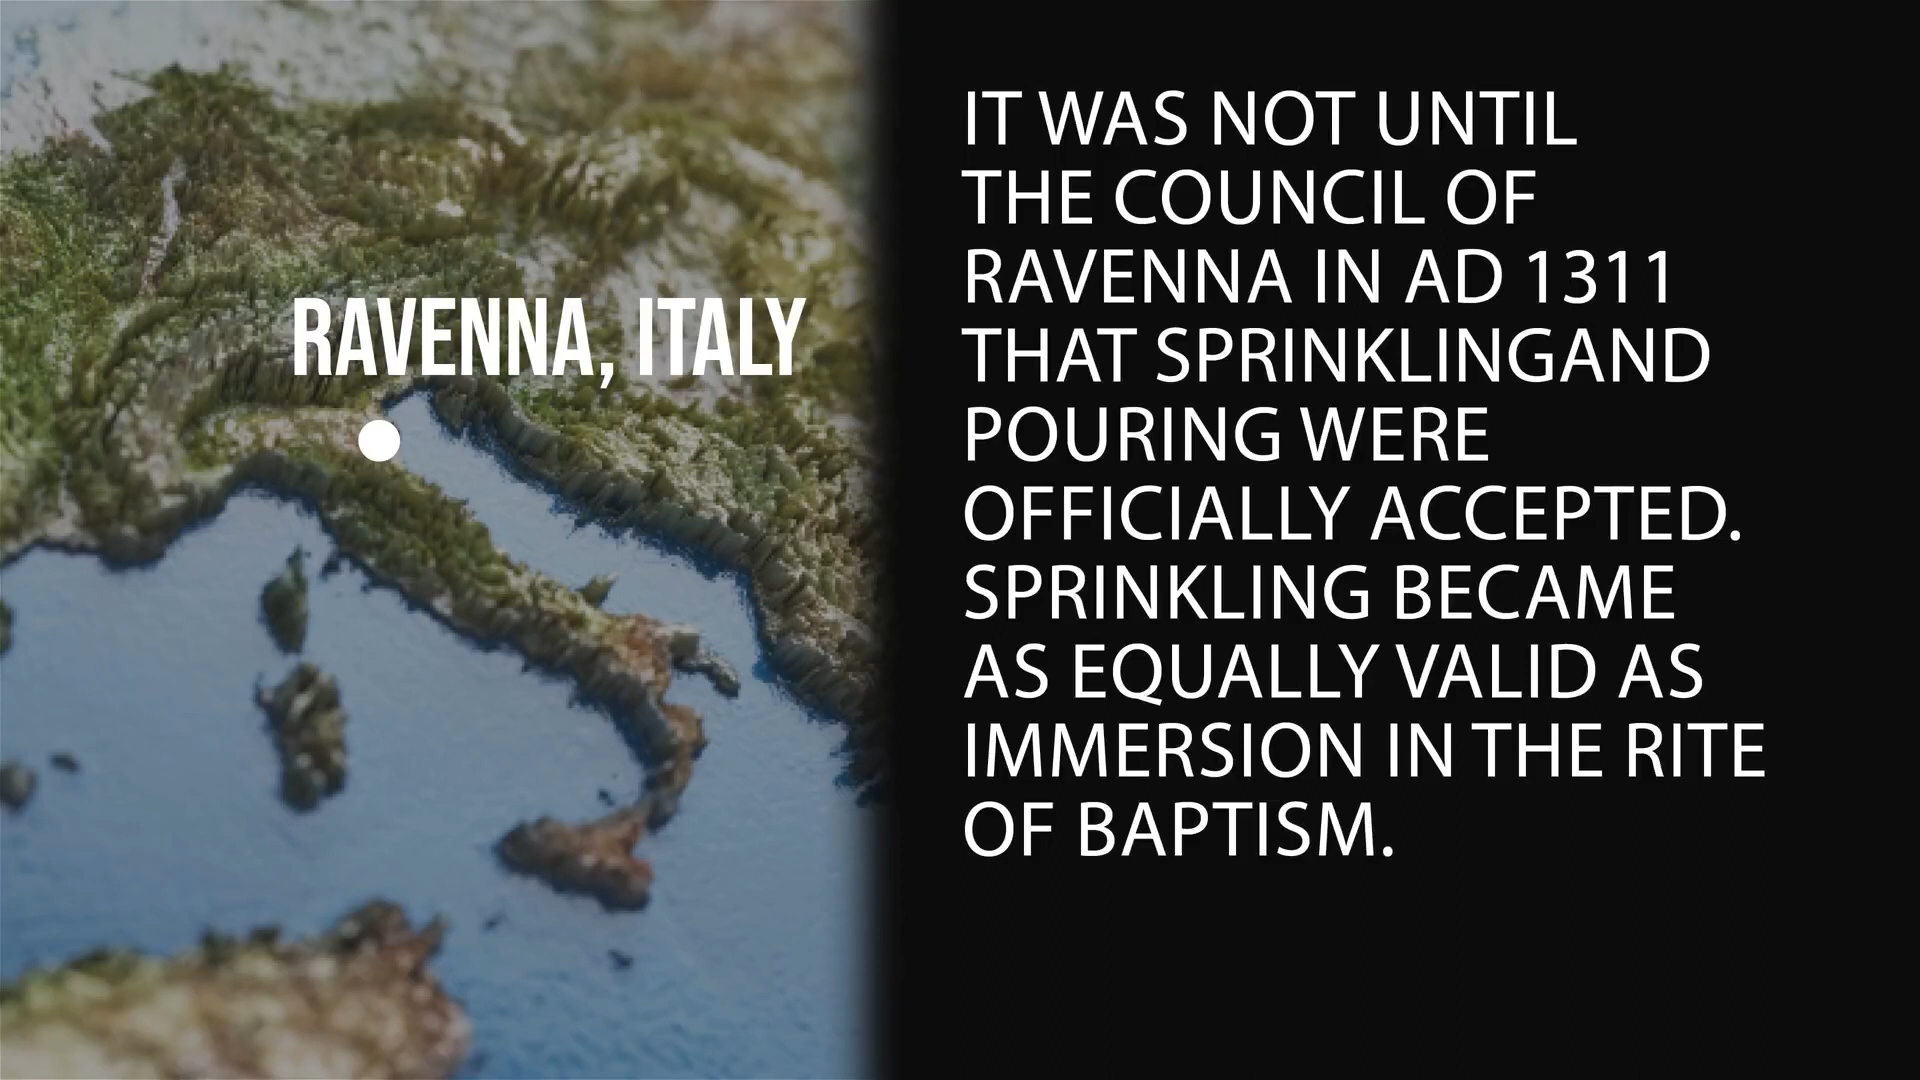 RAVENNA, ITALY
IT WAS NOT UNTIL
THE COUNCIL OF
RAVENNA IN AD 1311
THAT SPRINKLINGAND
POURING WERE
OFFICIALLY ACCEPTED.
SPRINKLING BECAME
AS EQUALLY VALID AS
IMMERSION IN THE RITE
OF BAPTISM.